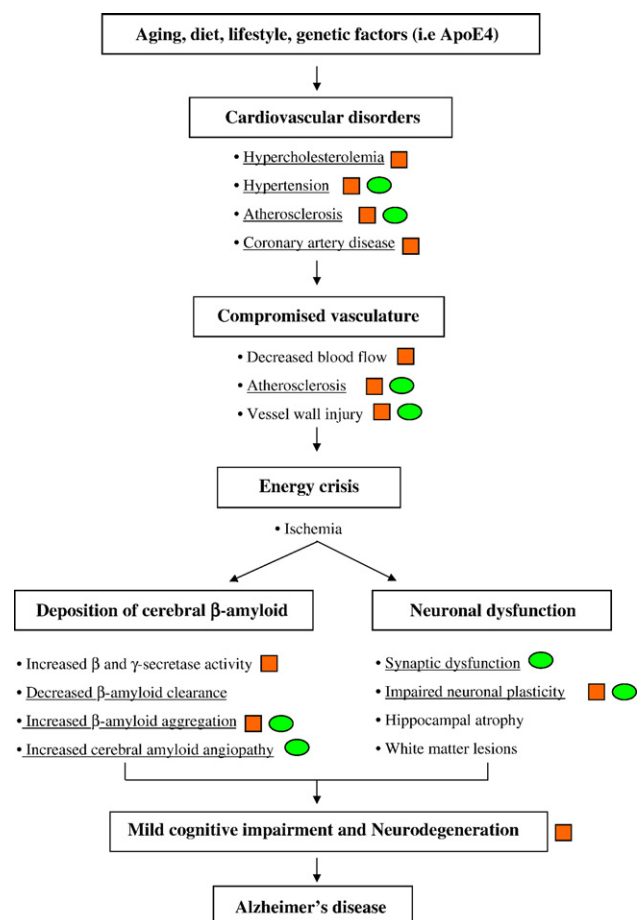 Aging, diet, lifestyle, genetic factors (i.e ApoE4)
Cardiovascular disorders
• Hypercholesterolemia
• Hypertension
• Atherosclerosis
• Coronary artery disease
Compromised vasculature
• Decreased blood flow
• Atherosclerosis
• Vessel wall injury
Energy crisis
• Ischemia
Deposition of cerebral β-amyloid
• Increased β and γ-secretase activity
• Decreased β-amyloid clearance
• Increased β-amyloid aggregation
• Increased cerebral amyloid angiopathy
Neuronal dysfunction
• Synaptic dysfunction
• Impaired neuronal plasticity
• Hippocampal atrophy
• White matter lesions
Mild cognitive impairment and Neurodegeneration
Alzheimer's disease